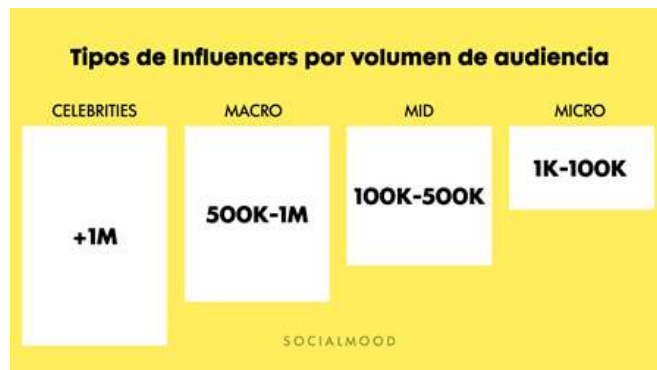 Tipos de Influencers por volumen de audiencia
CELEBRITIES
MACRO
MID
MICRO
+1M
500K-1M
100K-500K
1K-100K
SOCIALMOOD